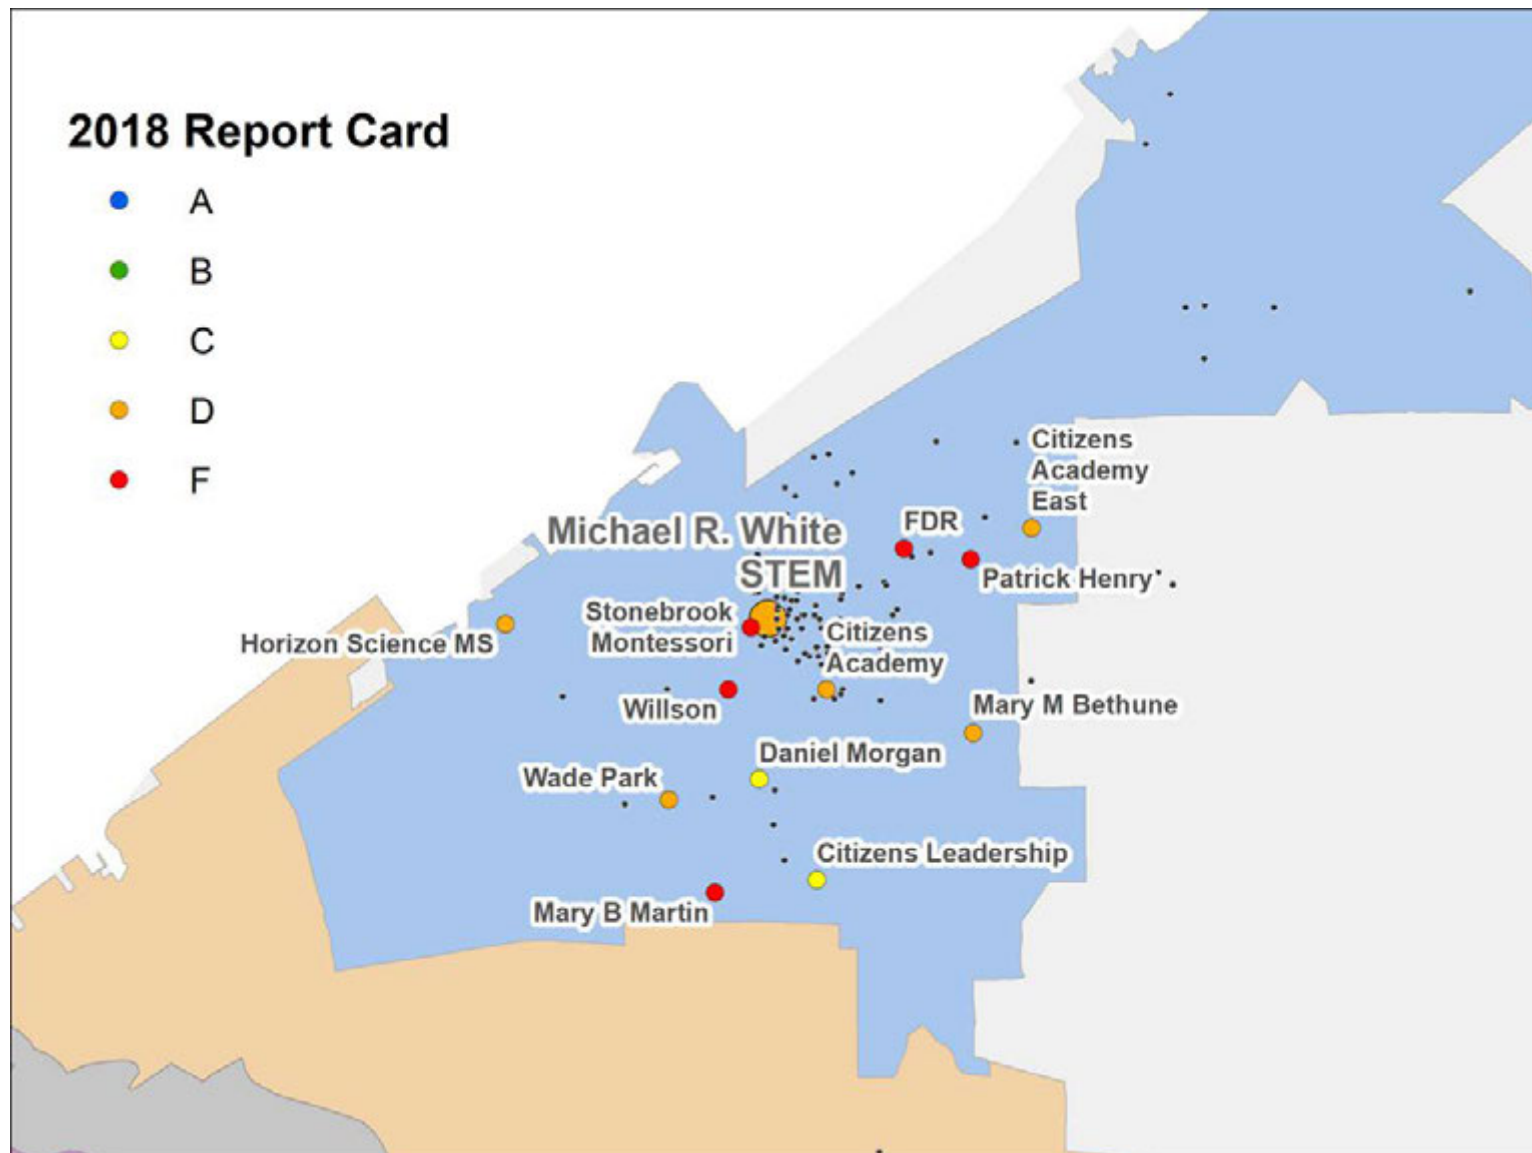 2018 Report Card
A
B
C
D
F
Citizens
Academy
East
FDR
Michael R. White
STEM
Patrick Henry
Stonebrook
Montessori
Citizens
Academy
Horizon Science MS
Willson
Mary M Bethune
Daniel Morgan
Wade Park
Citizens Leadership
Mary B Martin